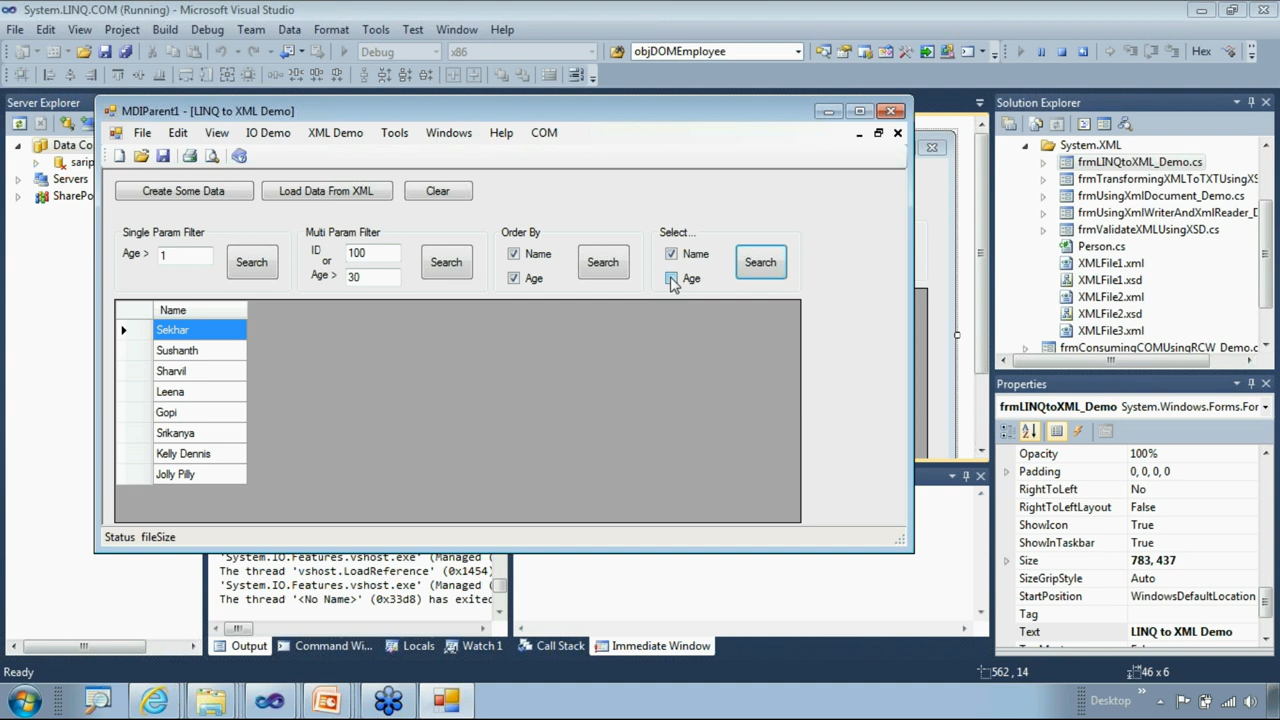 System.LINQ.COM (Running) - Microsoft Visual Studio
File Edit View Project Build Debug Team Data Format Tools Test Window Help
Debug x86 objDOMEmployee Hex
Server Explorer
Data Co
sarip
Servers
SharePo
MDIParent1 - [LINQ to XML Demo]
File Edit View IO Demo XML Demo Tools Windows Help COM
Create Some Data Load Data From XML Clear
Single Param Filter
Age > 1 Search
Multi Param Filter
ID 100
or
Age > 30
Search
Order By
Name
Age
Search
Select...
Name
Age
Search
Name
Sekhar
Sushanth
Sharvil
Leena
Gopi
Srikanya
Kelly Dennis
Jolly Pilly
Status fileSize
'System.IO.Features.vshost.exe' (Managed (
The thread 'vshost.LoadReference' (0x1454)
'System.IO.Features.vshost.exe' (Managed (
The thread '<No Name>' (0x33d8) has exited
Output Command Wi... Locals Watch 1 Call Stack Immediate Window
Solution Explorer
System.XML
frmLINQtoXML_Demo.cs
frmTransformingXMLToTXTUsingXS
frmUsingXmlDocument_Demo.cs
frmUsingXmlWriterAndXmlReader_D
frmValidateXMLUsingXSD.cs
Person.cs
XMLFile1.xml
XMLFile1.xsd
XMLFile2.xml
XMLFile2.xsd
XMLFile3.xml
frmConsumingCOMUsingRCW_Demo.c
Properties
frmLINQtoXML_Demo System.Windows.Forms.For
Opacity 100%
Padding 0, 0, 0, 0
RightToLeft No
RightToLeftLayout False
ShowIcon True
ShowInTaskbar True
Size 783, 437
SizeGripStyle Auto
StartPosition WindowsDefaultLocation
Tag
Text LINQ to XML Demo
Ready 562 , 14 46 x 6
Desktop